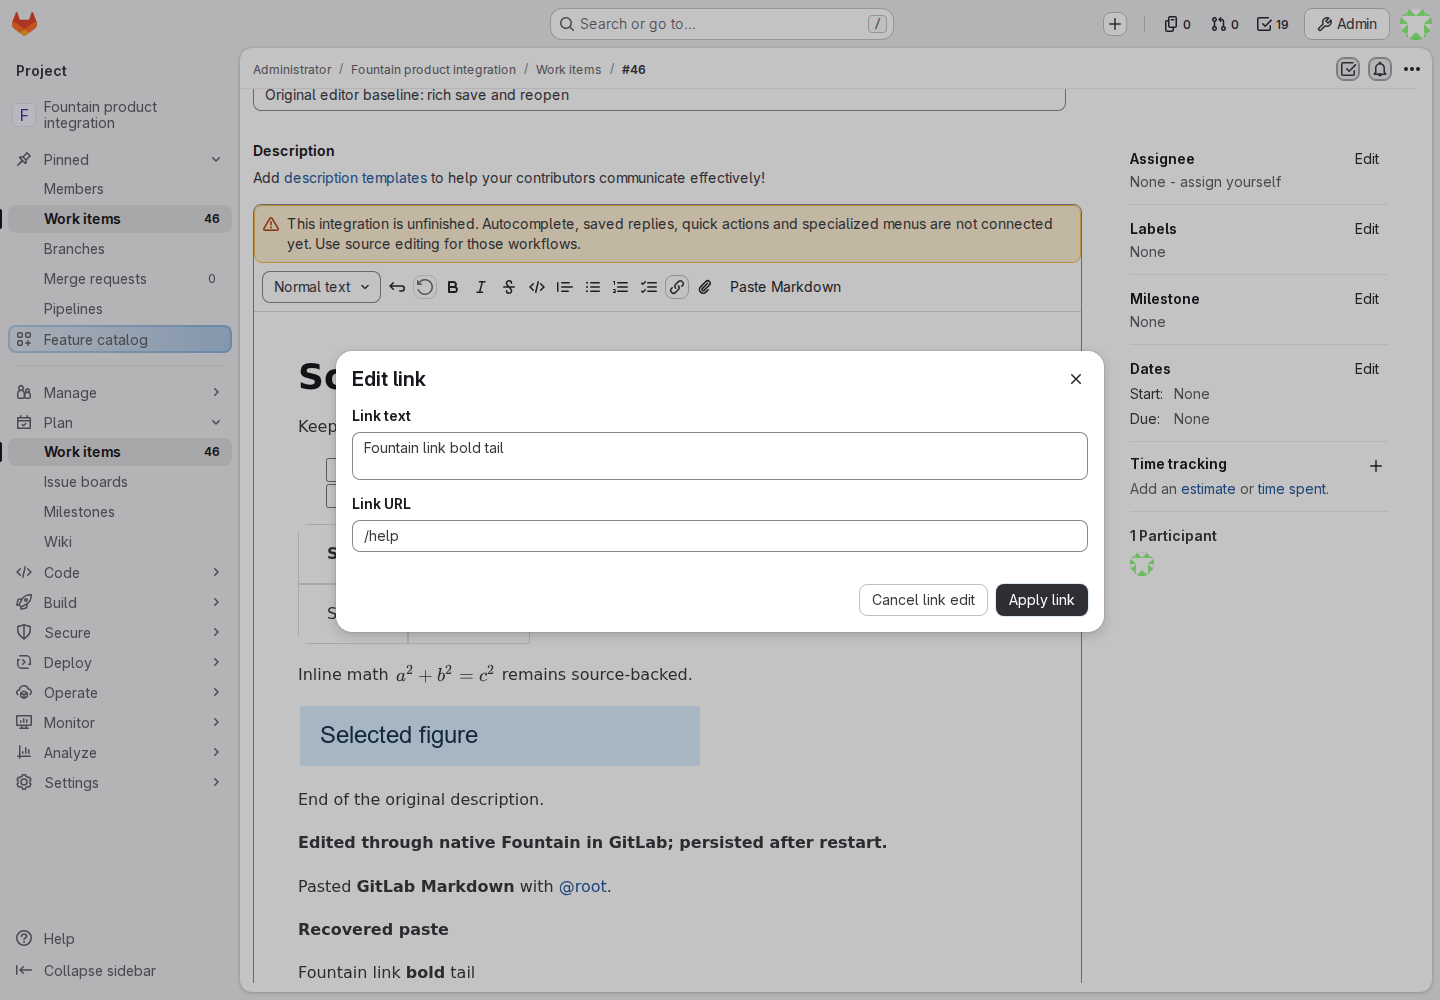 Search or go to...
/
0
0
19
Admin
Project
F
Fountain product
integration
Pinned
Members
Work items
46
Branches
Merge requests
0
Pipelines
Feature catalog
Manage
Plan
Work items
46
Issue boards
Milestones
Wiki
Code
Build
Secure
Deploy
Operate
Monitor
Analyze
Settings
Help
Collapse sidebar
Administrator / Fountain product integration / Work items / #46
Original editor baseline: rich save and reopen
Description
Add description templates to help your contributors communicate effectively!
This integration is unfinished. Autocomplete, saved replies, quick actions and specialized menus are not connected
yet. Use source editing for those workflows.
Normal text
Paste Markdown
Keep
Edit link
Link text
Fountain link bold tail
Link URL
/help
Cancel link edit
Apply link
Inline math a² + b² = c² remains source-backed.
Selected figure
End of the original description.
Edited through native Fountain in GitLab; persisted after restart.
Pasted GitLab Markdown with @root.
Recovered paste
Fountain link bold tail
Assignee
Edit
None - assign yourself
Labels
Edit
None
Milestone
Edit
None
Dates
Edit
Start: None
Due: None
Time tracking
Add an estimate or time spent.
1 Participant